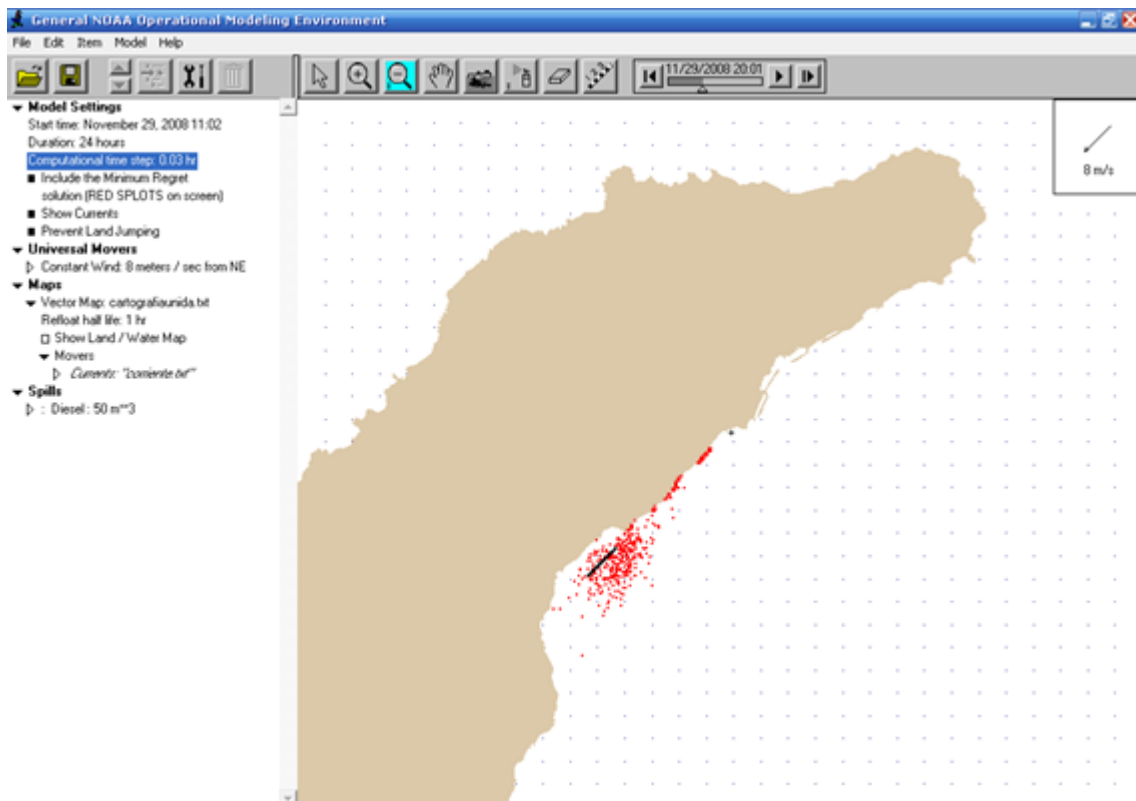 General NOAA Operational Modeling Environment
File Edit Item Model Help
11/29/2008 20:01
Model Settings
Start time: November 29, 2008 11:02
Duration: 24 hours
Computational time step: 0.03 hr
Include the Minimum Regret
solution (RED SPLOTS on screen)
Show Currents
Prevent Land Jumping
Universal Movers
Constant Wind: 8 meters / sec from NE
Maps
Vector Map: cartografiaunida.txt
Refloat half life: 1 hr
Show Land / Water Map
Movers
Currents: "corriente.txt"
Spills
: Diesel : 50 m**3
8 m/s